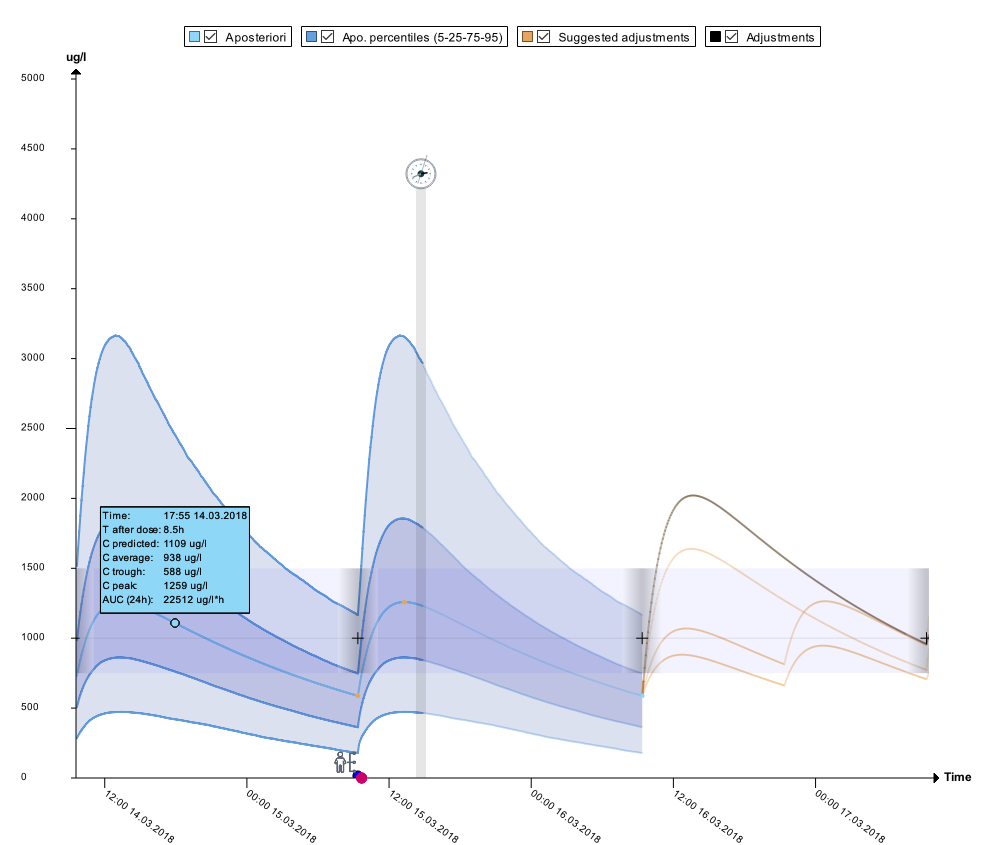 Aposteriori
Apo. percentiles (5-25-75-95)
Suggested adjustments
Adjustments
ug/l
5000
4500
4000
3500
3000
2500
2000
1500
1000
500
0
Time: 17:55 14.03.2018
T after dose: 8.5h
C predicted: 1109 ug/l
C average: 938 ug/l
C trough: 588 ug/l
C peak: 1259 ug/l
AUC (24h): 22512 ug/l*h
Time
12:00 14.03.2018
00:00 15.03.2018
12:00 15.03.2018
00:00 16.03.2018
12:00 16.03.2018
00:00 17.03.2018